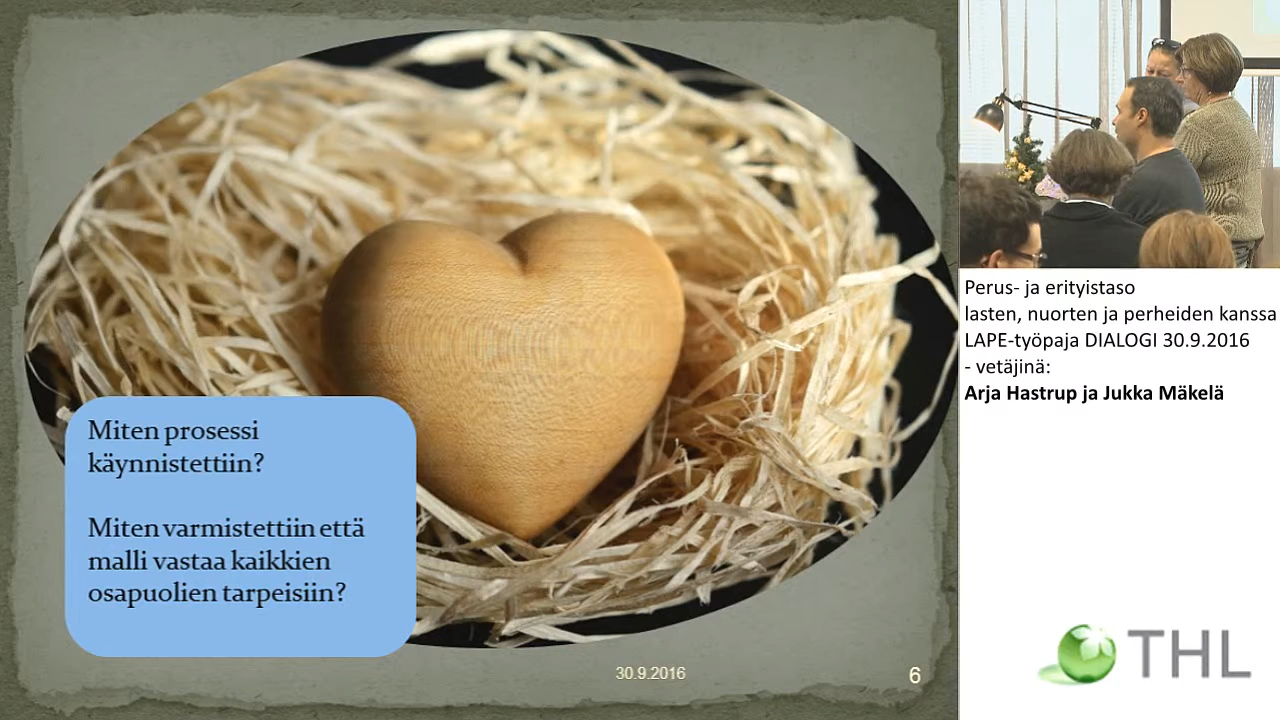 Miten prosessi
käynnistettiin?
Miten varmistettiin että
malli vastaa kaikkien
osapuolien tarpeisiin?
30.9.2016
6
Perus- ja erityistaso
lasten, nuorten ja perheiden kanssa
LAPE-työpaja DIALOGI 30.9.2016
- vetäjinä:
Arja Hastrup ja Jukka Mäkelä
THL